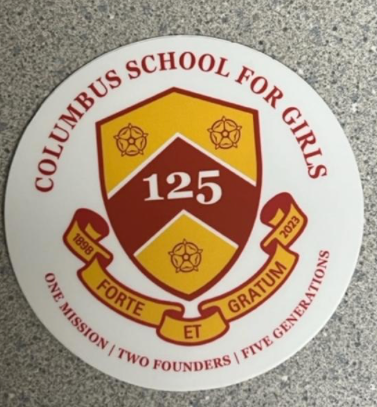 COLUMBUS SCHOOL FOR GIRLS
125
1898
2023
FORTE
ET
GRATUM
ONE MISSION | TWO FOUNDERS | FIVE GENERATIONS